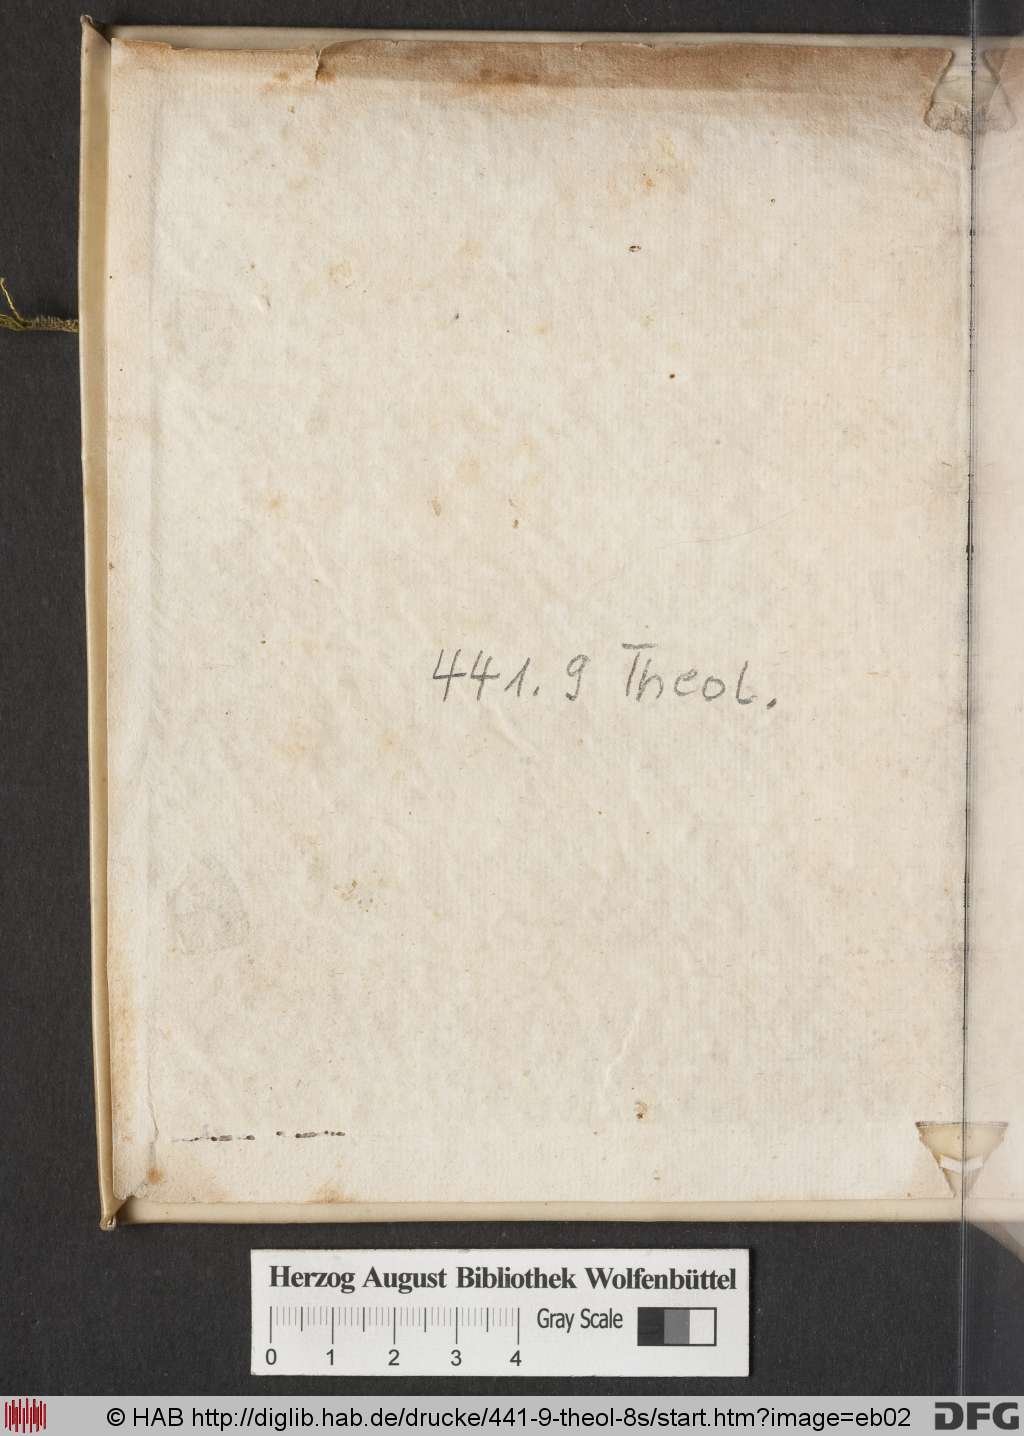 441. 9 Theol.
Herzog August Bibliothek Wolfenbüttel
Gray Scale
0 1 2 3 4
© HAB http://diglib.hab.de/drucke/441-9-theol-8s/start.htm?image=eb02
DFG